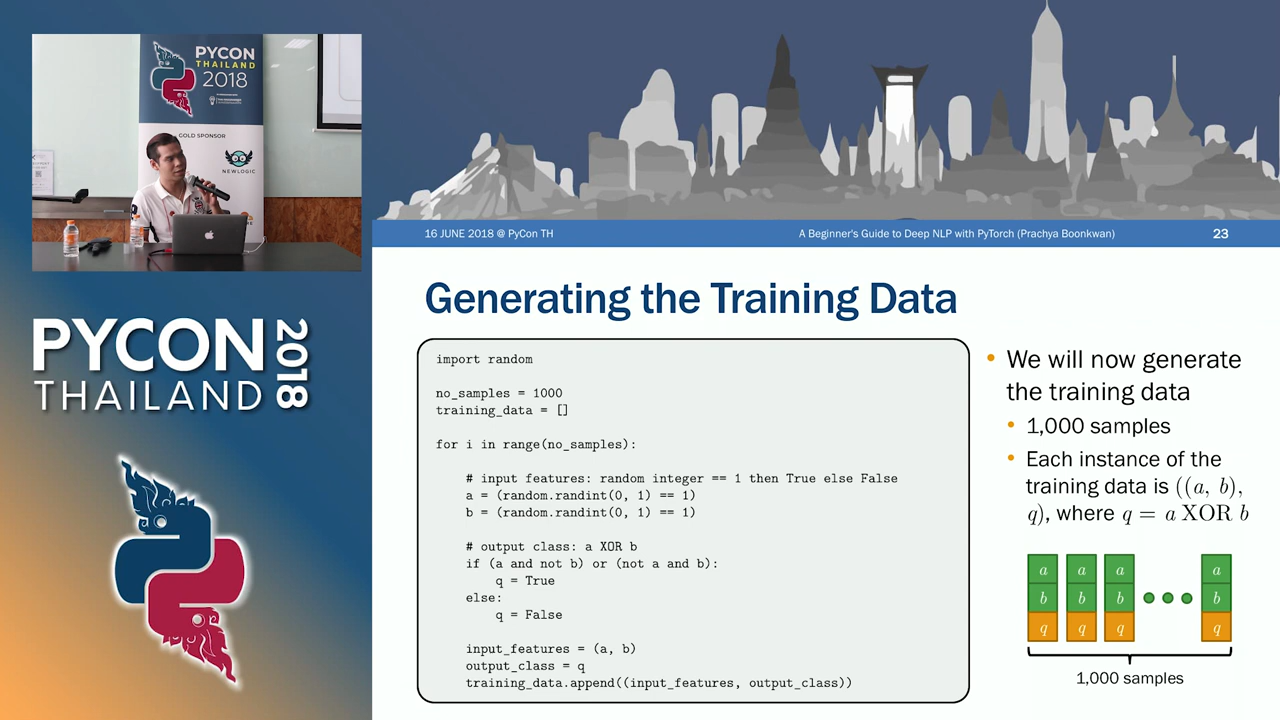 PYCON
THAILAND
2018
GOLD SPONSOR
NEWLOGIC
PYCON 2018
THAILAND
16 JUNE 2018 @ PyCon TH
A Beginner's Guide to Deep NLP with PyTorch (Prachya Boonkwan)
23
Generating the Training Data
import random
no_samples = 1000
training_data = []
for i in range(no_samples):
# input features: random integer == 1 then True else False
a = (random.randint(0, 1) == 1)
b = (random.randint(0, 1) == 1)
# output class: a XOR b
if (a and not b) or (not a and b):
q = True
else:
q = False
input_features = (a, b)
output_class = q
training_data.append((input_features, output_class))
• We will now generate
the training data
• 1,000 samples
• Each instance of the
training data is ((a, b),
q), where q = a XOR b
a a a a
b b b b
q q q q
1,000 samples